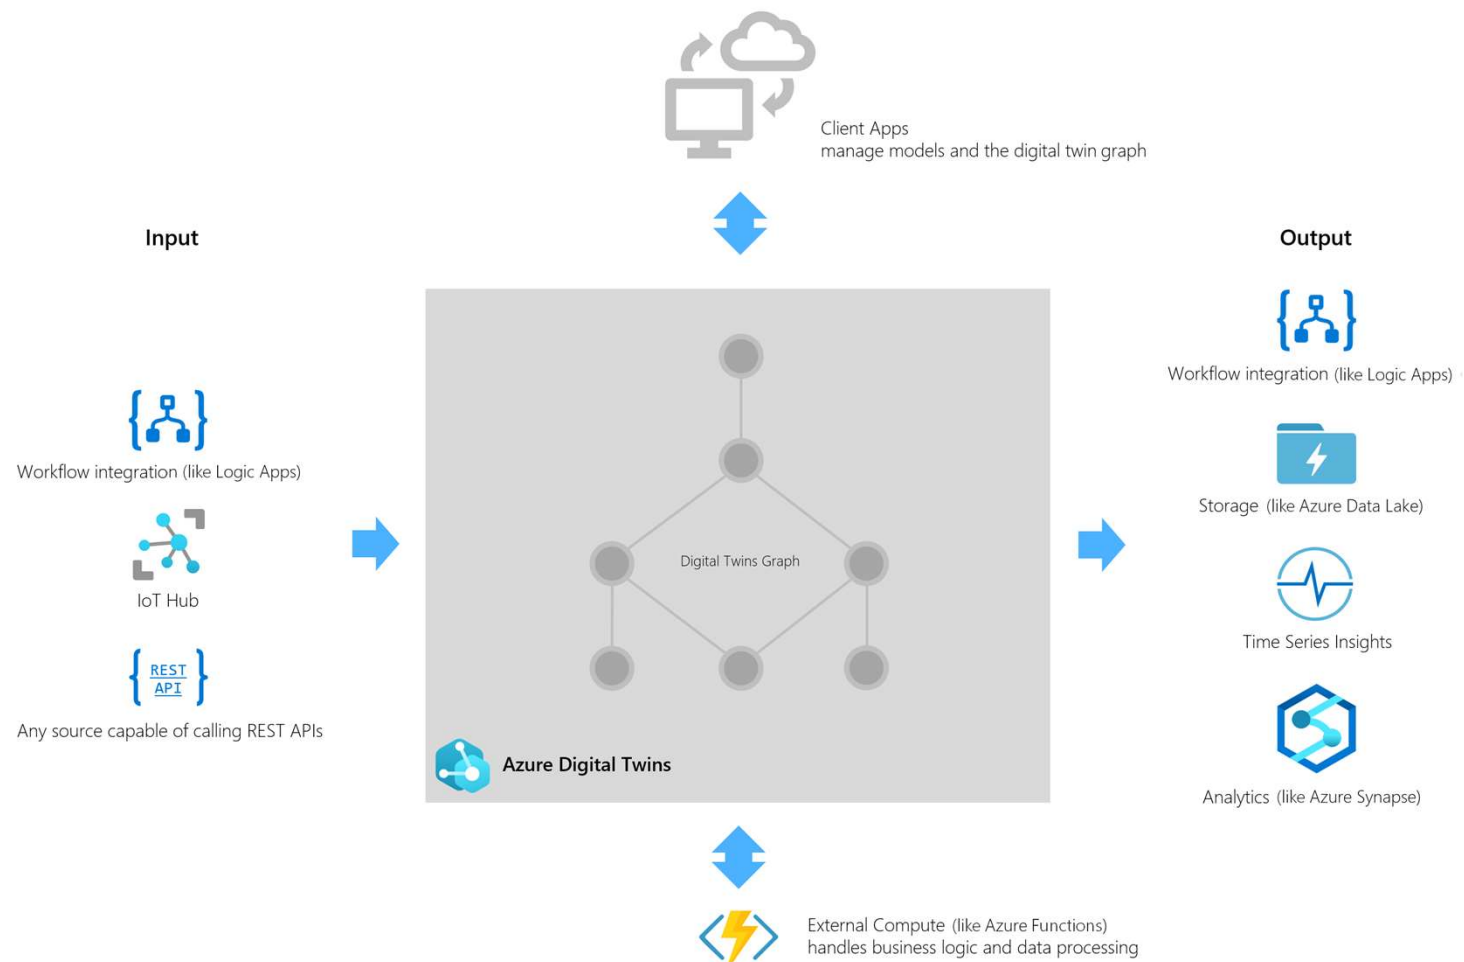 Client Apps
manage models and the digital twin graph
Input
Workflow integration (like Logic Apps)
IoT Hub
REST
API
Any source capable of calling REST APIs
Digital Twins Graph
Azure Digital Twins
Output
Workflow integration (like Logic Apps)
Storage (like Azure Data Lake)
Time Series Insights
Analytics (like Azure Synapse)
External Compute (like Azure Functions)
handles business logic and data processing